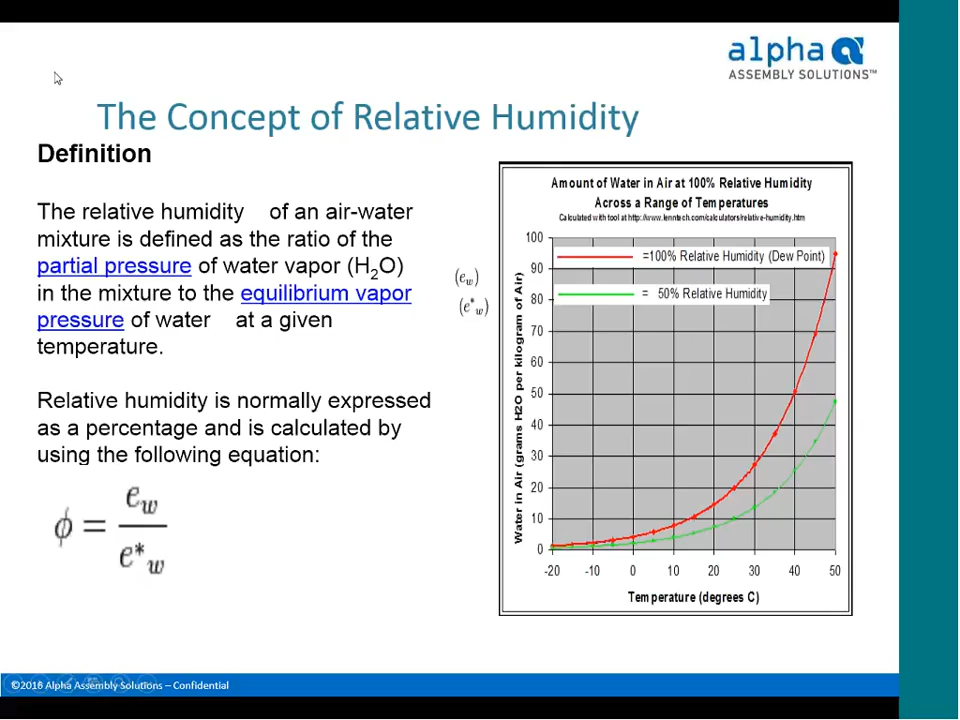 alpha
ASSEMBLY SOLUTIONS™
The Concept of Relative Humidity
Definition
The relative humidity of an air-water
mixture is defined as the ratio of the
partial pressure of water vapor (H₂O)
in the mixture to the equilibrium vapor
pressure of water at a given
temperature.
(e_w)
(e*_w)
Relative humidity is normally expressed
as a percentage and is calculated by
using the following equation:
ϕ = e_w / e*_w
Amount of Water in Air at 100% Relative Humidity
Across a Range of Temperatures
Calculated with tool at http://www.lenntech.com/calculators/relative-humidity.htm
=100% Relative Humidity (Dew Point)
= 50% Relative Humidity
Water in Air (grams H2O per kilogram of Air)
100
90
80
70
60
50
40
30
20
10
0
-20 -10 0 10 20 30 40 50
Temperature (degrees C)
©2016 Alpha Assembly Solutions – Confidential